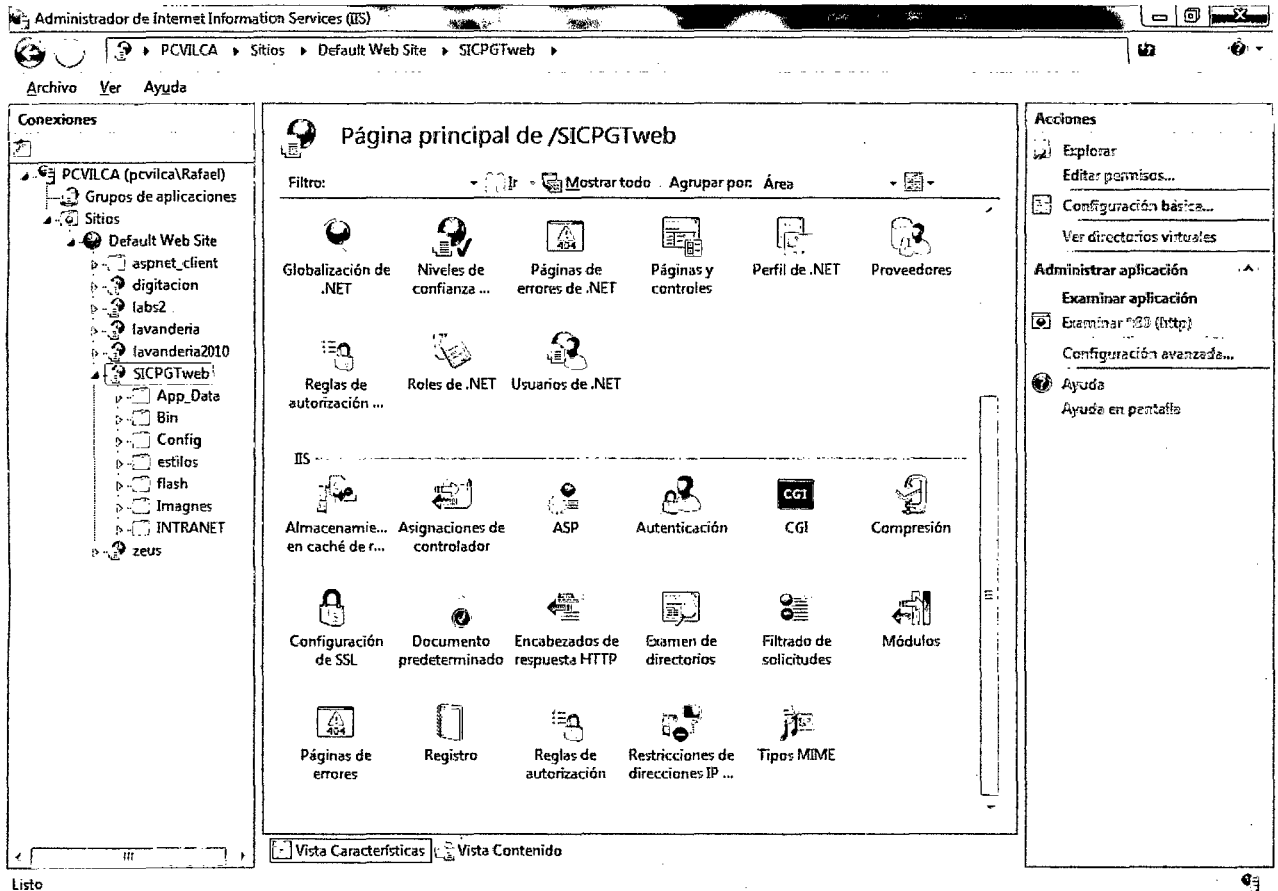 Administrador de Internet Information Services (IIS)
PCVILCA ▸ Sitios ▸ Default Web Site ▸ SICPGTweb ▸
Archivo Ver Ayuda
Conexiones
PCVILCA (pcvilca\Rafael)
Grupos de aplicaciones
Sitios
Default Web Site
aspnet_client
digitacion
labs2
lavanderia
lavanderia2010
SICPGTweb
App_Data
Bin
Config
estilos
flash
Imagnes
INTRANET
zeus
Página principal de /SICPGTweb
Filtro: Ir Mostrar todo Agrupar por: Área
Globalización de .NET
Niveles de confianza ...
404
Páginas de errores de .NET
Páginas y controles
Perfil de .NET
Proveedores
Reglas de autorización ...
Roles de .NET
Usuarios de .NET
IIS
Almacenamie... en caché de r...
Asignaciones de controlador
ASP
Autenticación
CGI
CGI
Compresión
Configuración de SSL
Documento predeterminado
Encabezados de respuesta HTTP
Examen de directorios
Filtrado de solicitudes
Módulos
404
Páginas de errores
Registro
Reglas de autorización
Restricciones de direcciones IP ...
Tipos MIME
Vista Características Vista Contenido
Acciones
Explorar
Editar permisos...
Configuración básica...
Ver directorios virtuales
Administrar aplicación
Examinar aplicación
Examinar *:80 (http)
Configuración avanzada...
Ayuda
Ayuda en pantalla
Listo